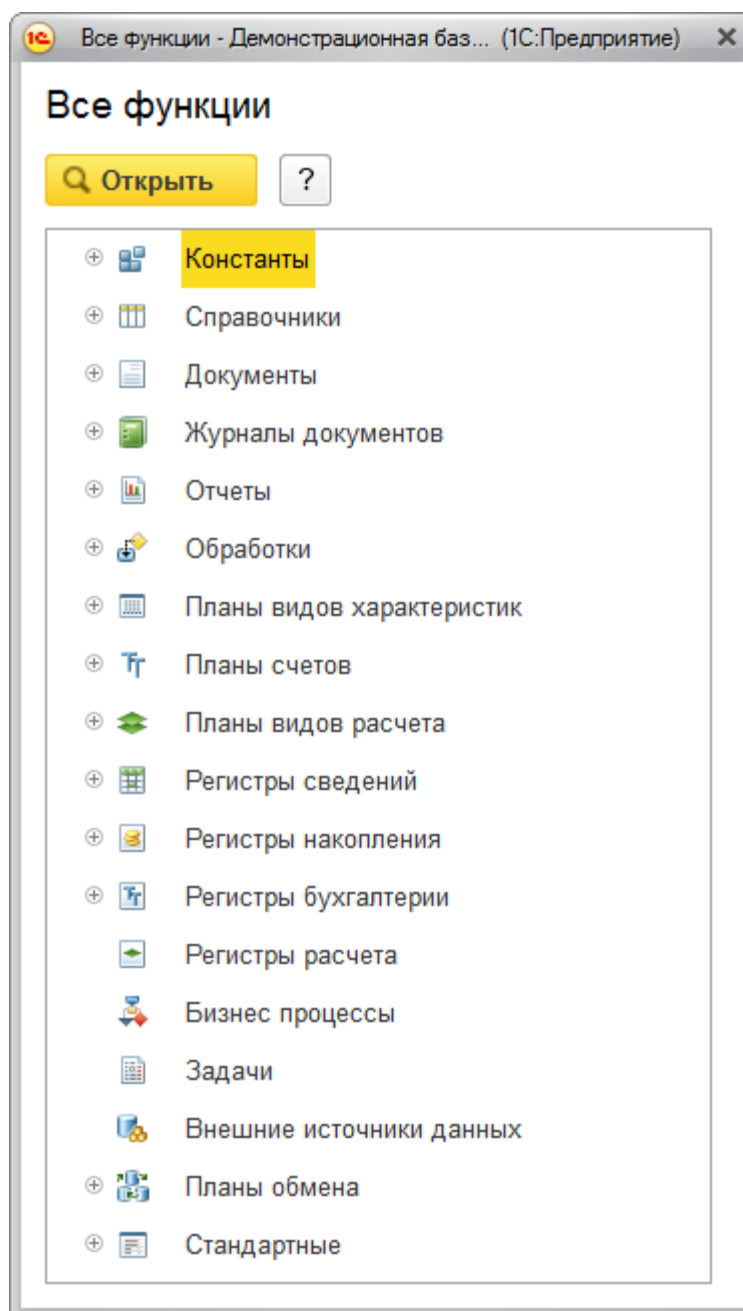 1С Все функции - Демонстрационная баз... (1С:Предприятие)
Все функции
Открыть ?
Константы
Справочники
Документы
Журналы документов
Отчеты
Обработки
Планы видов характеристик
Планы счетов
Планы видов расчета
Регистры сведений
Регистры накопления
Регистры бухгалтерии
Регистры расчета
Бизнес процессы
Задачи
Внешние источники данных
Планы обмена
Стандартные